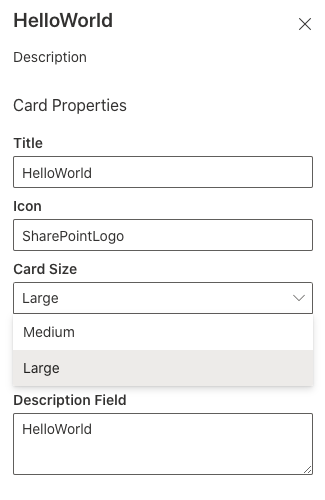 HelloWorld
Description
Card Properties
Title
HelloWorld
Icon
SharePointLogo
Card Size
Large
Medium
Large
Description Field
HelloWorld